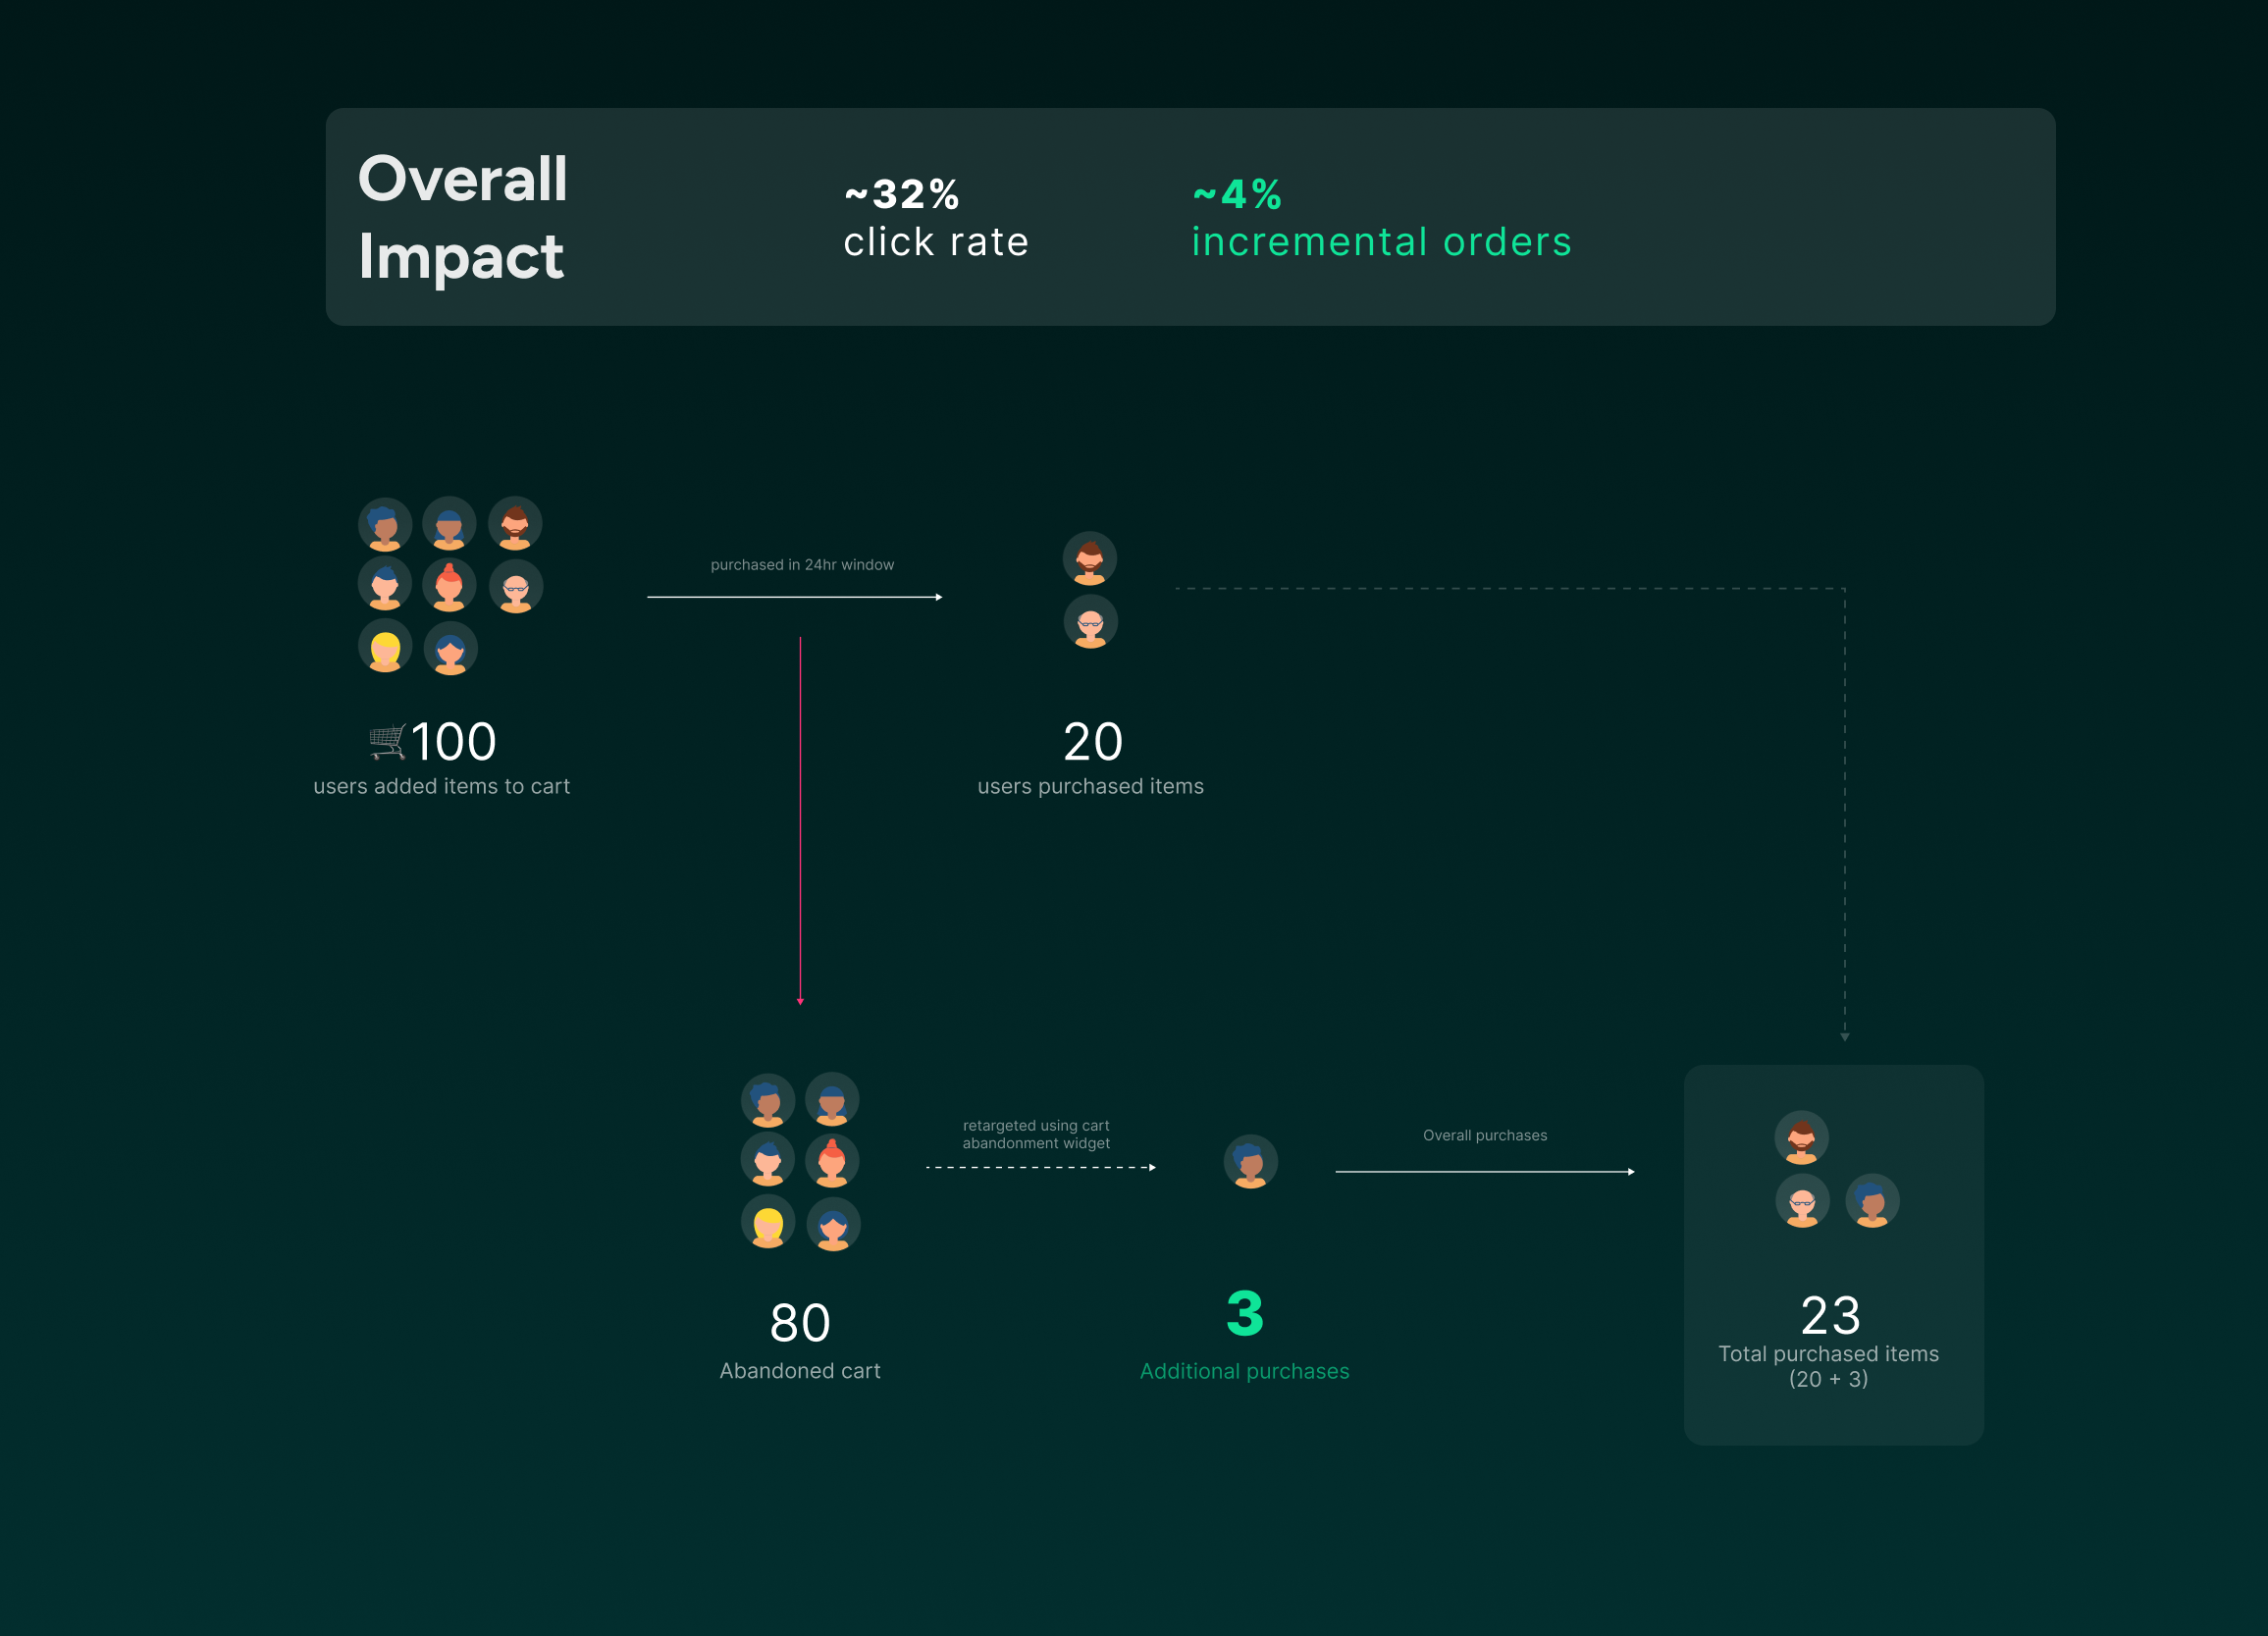 Overall
Impact
~32%
click rate
~4%
incremental orders
purchased in 24hr window
100
users added items to cart
20
users purchased items
retargeted using cart
abandonment widget
Overall purchases
80
Abandoned cart
3
Additional purchases
23
Total purchased items
(20 + 3)